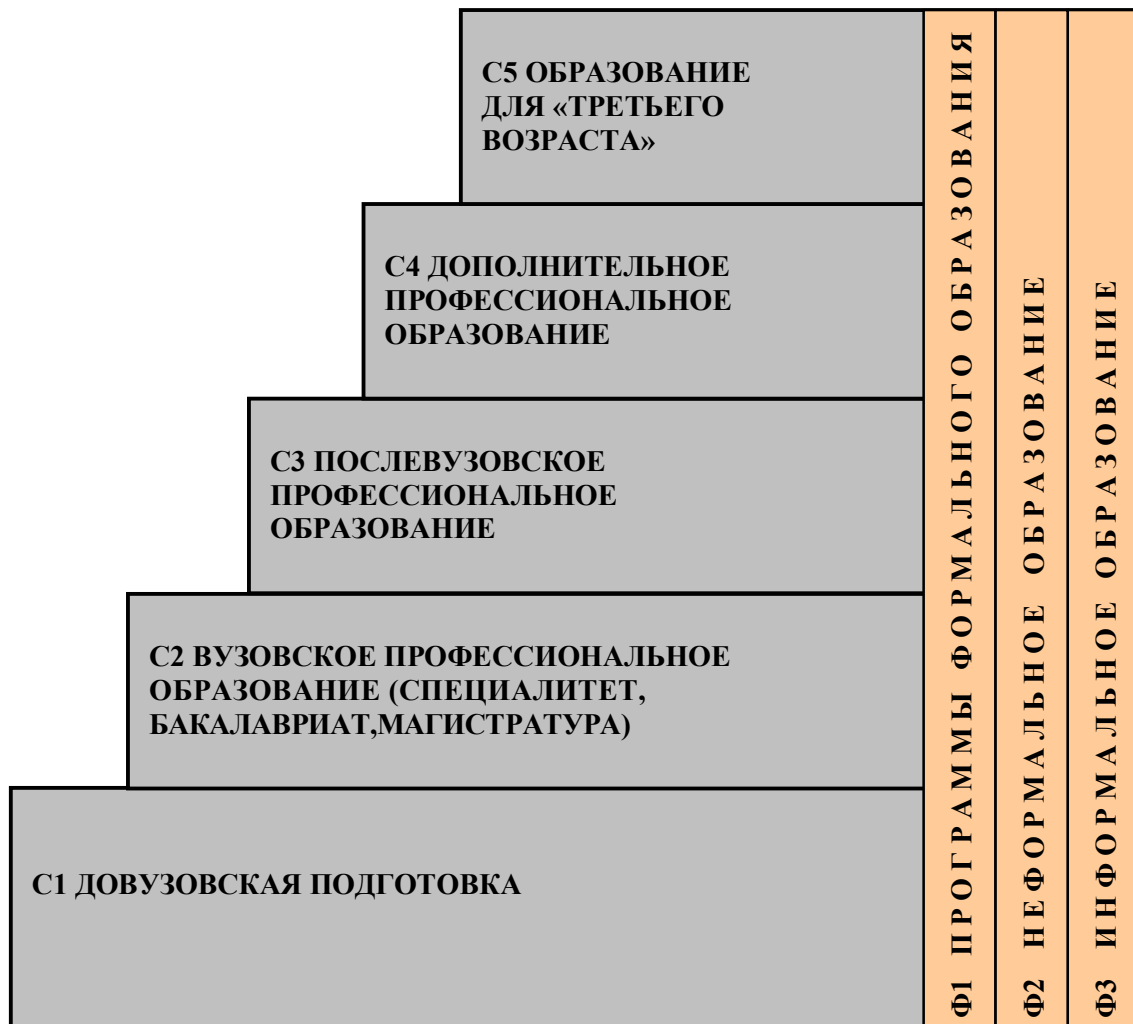 С5 ОБРАЗОВАНИЕ
ДЛЯ «ТРЕТЬЕГО
ВОЗРАСТА»
С4 ДОПОЛНИТЕЛЬНОЕ
ПРОФЕССИОНАЛЬНОЕ
ОБРАЗОВАНИЕ
С3 ПОСЛЕВУЗОВСКОЕ
ПРОФЕССИОНАЛЬНОЕ
ОБРАЗОВАНИЕ
С2 ВУЗОВСКОЕ ПРОФЕССИОНАЛЬНОЕ
ОБРАЗОВАНИЕ (СПЕЦИАЛИТЕТ,
БАКАЛАВРИАТ,МАГИСТРАТУРА)
С1 ДОВУЗОВСКАЯ ПОДГОТОВКА
Ф1 ПРОГРАММЫ ФОРМАЛЬНОГО ОБРАЗОВАНИЯ
Ф2 НЕФОРМАЛЬНОЕ ОБРАЗОВАНИЕ
Ф3 ИНФОРМАЛЬНОЕ ОБРАЗОВАНИЕ